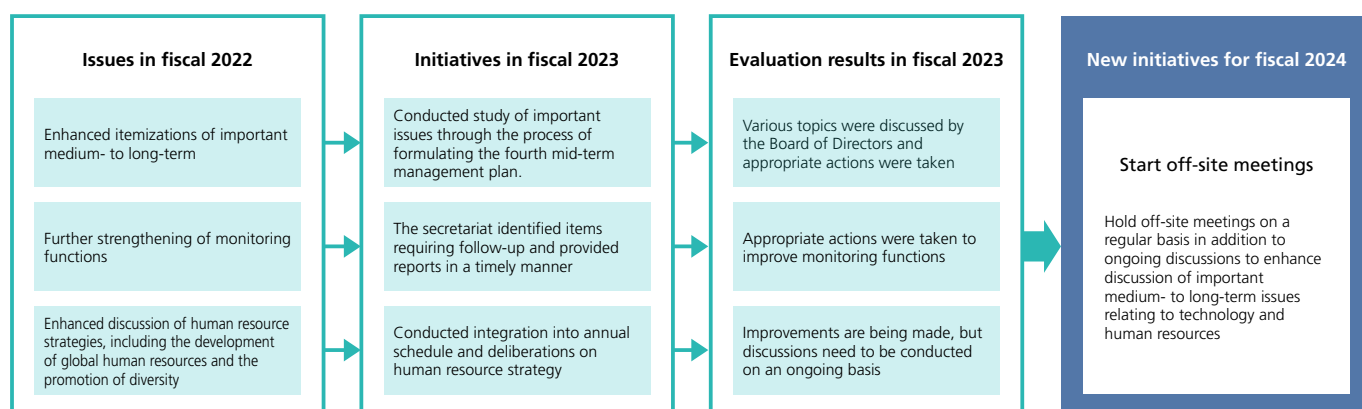 Issues in fiscal 2022
Enhanced itemizations of important
medium- to long-term
Further strengthening of monitoring
functions
Enhanced discussion of human resource
strategies, including the development
of global human resources and the
promotion of diversity
Initiatives in fiscal 2023
Conducted study of important
issues through the process of
formulating the fourth mid-term
management plan.
The secretariat identified items
requiring follow-up and provided
reports in a timely manner
Conducted integration into annual
schedule and deliberations on
human resource strategy
Evaluation results in fiscal 2023
Various topics were discussed by
the Board of Directors and
appropriate actions were taken
Appropriate actions were taken to
improve monitoring functions
Improvements are being made, but
discussions need to be conducted
on an ongoing basis
New initiatives for fiscal 2024
Start off-site meetings
Hold off-site meetings on a
regular basis in addition to
ongoing discussions to enhance
discussion of important
medium- to long-term issues
relating to technology and
human resources